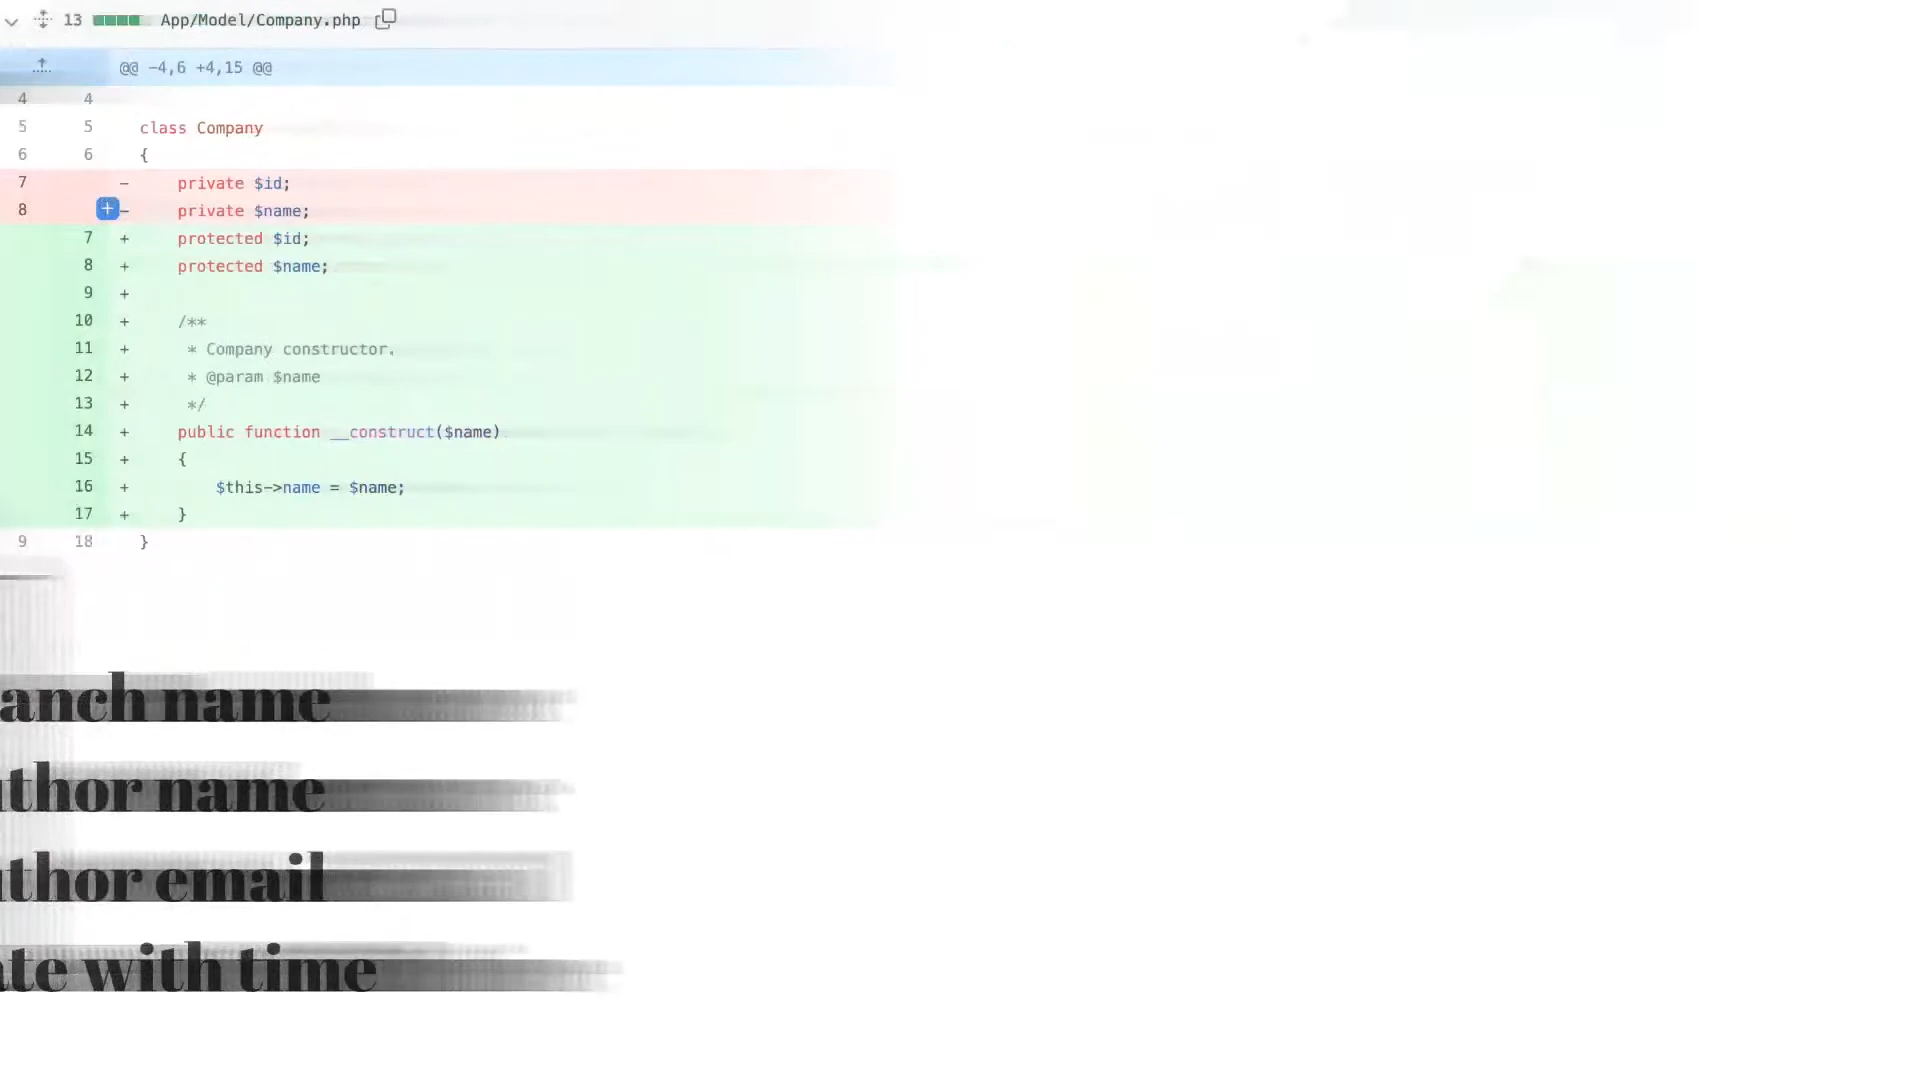 13 App/Model/Company.php
@@ -4,6 +4,15 @@
4 4
5 5 class Company
6 6 {
7 - private $id;
8 + - private $name;
7 + protected $id;
8 + protected $name;
9 +
10 + /**
11 + * Company constructor.
12 + * @param $name
13 + */
14 + public function __construct($name)
15 + {
16 + $this->name = $name;
17 + }
9 18 }
anch name
uthor name
uthor email
ate with time